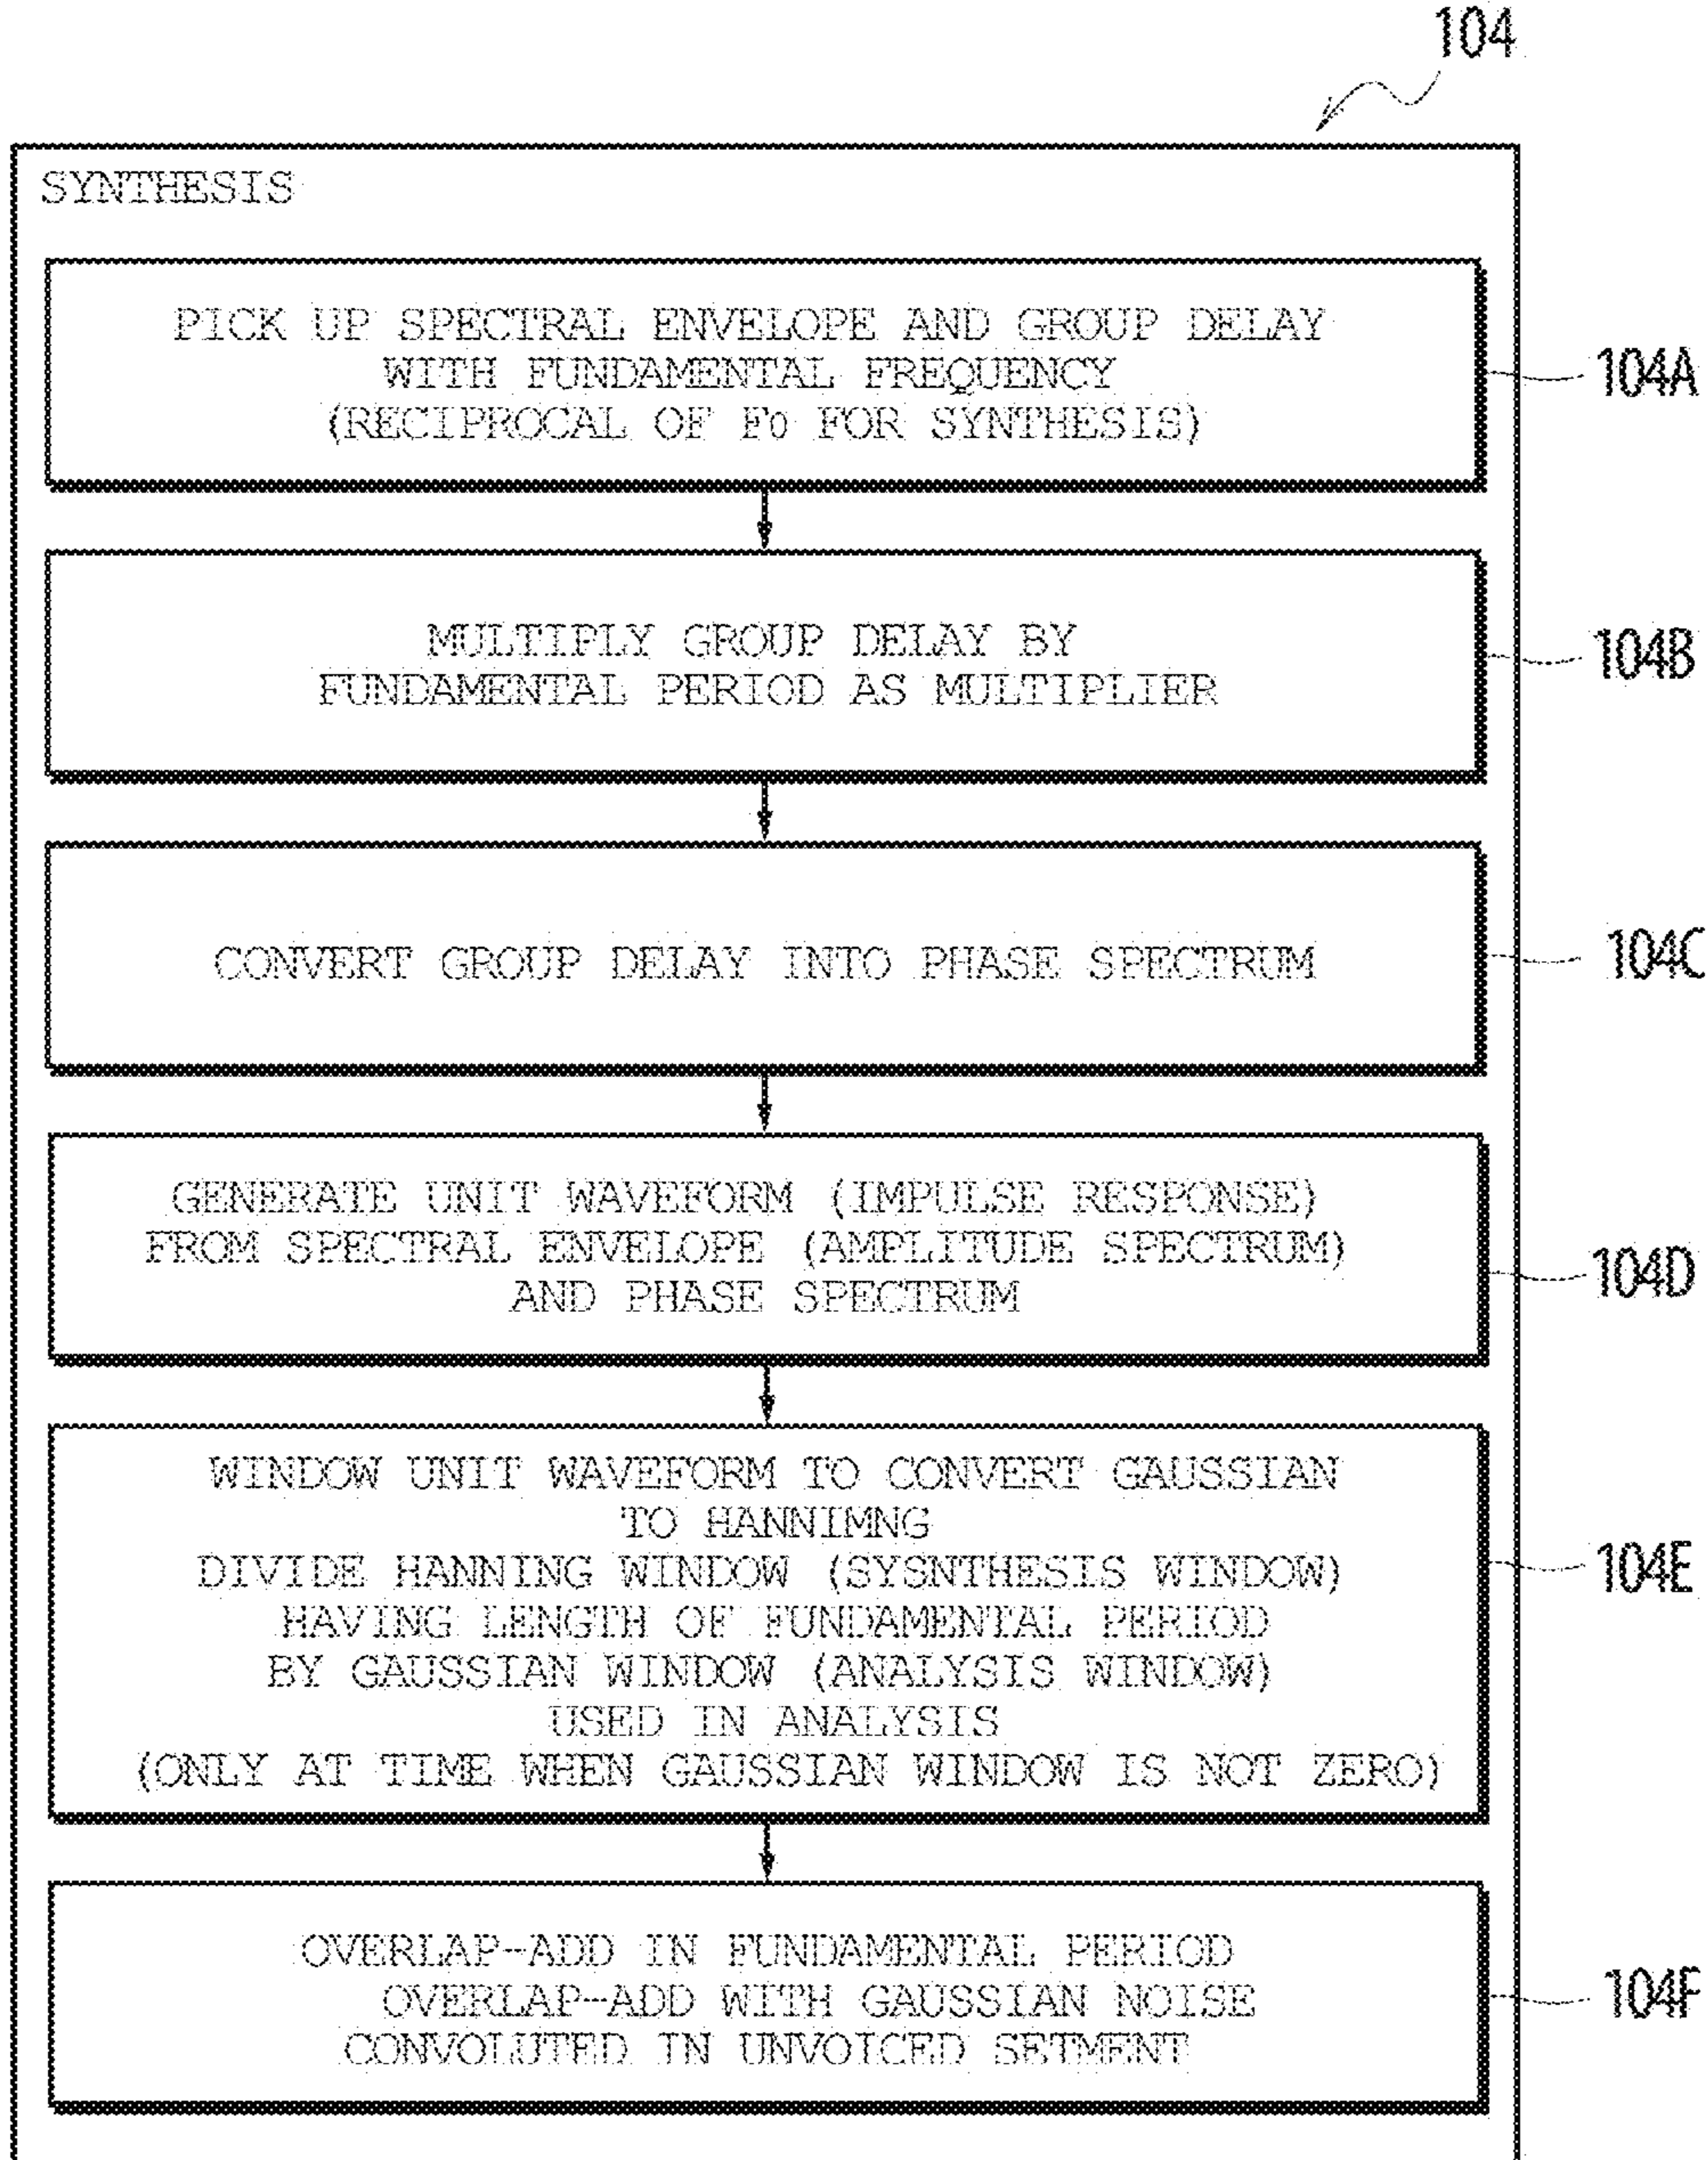 104
SYNTHESIS
PICK UP SPECTRAL ENVELOPE AND GROUP DELAY
WITH FUNDAMENTAL FREQUENCY
(RECIPROCAL OF F0 FOR SYNTHESIS)
104A
MULTIPLY GROUP DELAY BY
FUNDAMENTAL PERIOD AS MULTIPLIER
104B
CONVERT GROUP DELAY INTO PHASE SPECTRUM
104C
GENERATE UNIT WAVEFORM (IMPULSE RESPONSE)
FROM SPECTRAL ENVELOPE (AMPLITUDE SPECTRUM)
AND PHASE SPECTRUM
104D
WINDOW UNIT WAVEFORM TO CONVERT GAUSSIAN
TO HANNIMNG
DIVIDE HANNING WINDOW (SYSNTHESIS WINDOW)
HAVING LENGTH OF FUNDAMENTAL PERIOD
BY GAUSSIAN WINDOW (ANALYSIS WINDOW)
USED IN ANALYSIS
(ONLY AT TIME WHEN GAUSSIAN WINDOW IS NOT ZERO)
104E
OVERLAP-ADD IN FUNDAMENTAL PERIOD
OVERLAP-ADD WITH GAUSSIAN NOISE
CONVOLUTED IN UNVOICED SETMENT
104F